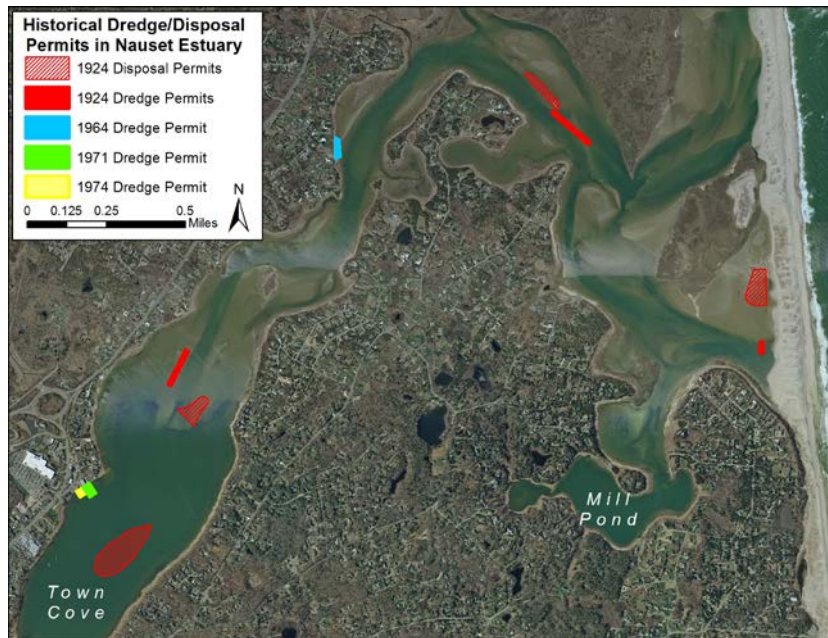 Historical Dredge/Disposal
Permits in Nauset Estuary
1924 Disposal Permits
1924 Dredge Permits
1964 Dredge Permit
1971 Dredge Permit
1974 Dredge Permit
N
0 0.125 0.25 0.5
Miles
Mill
Pond
Town
Cove